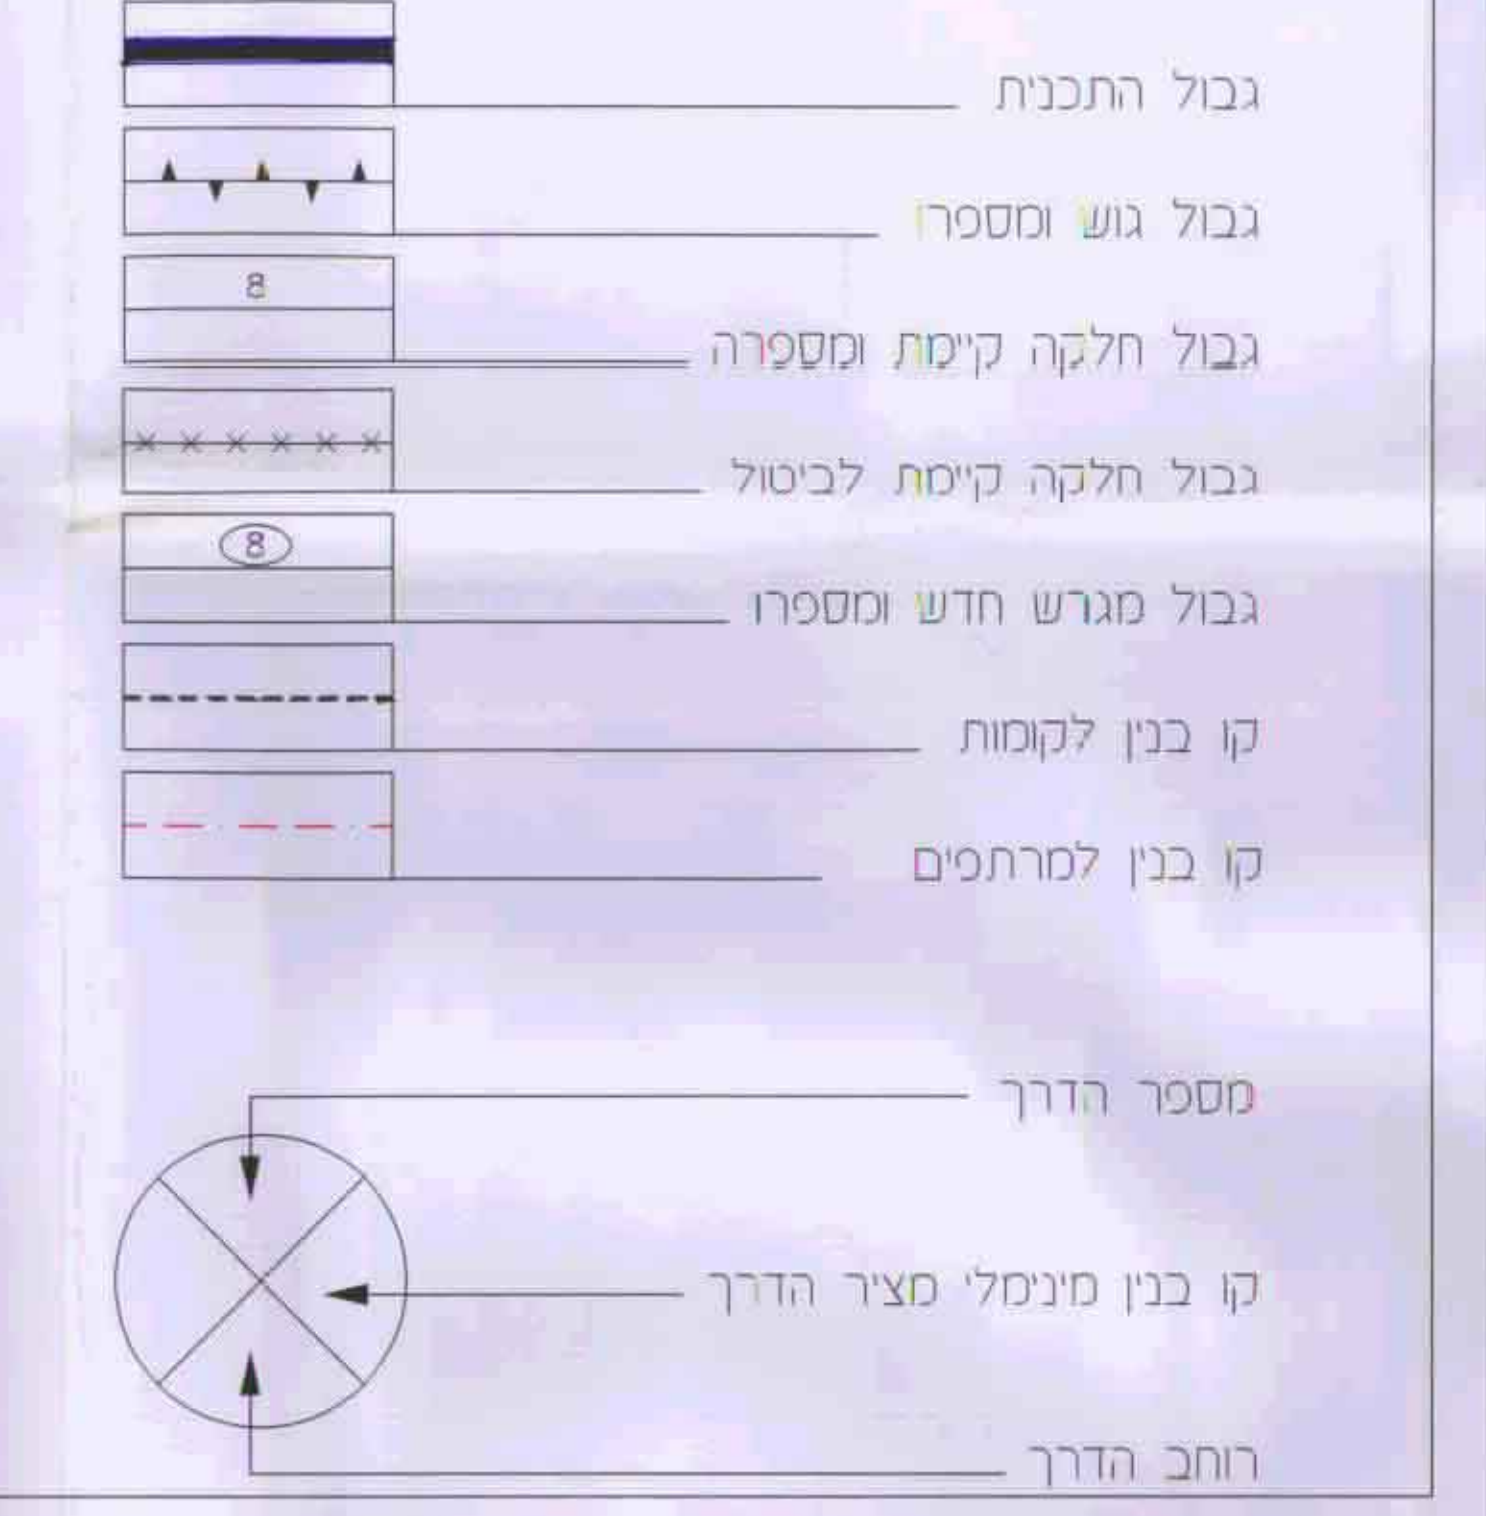 גבול התכנית
גבול גוש ומספרו
8
גבול חלקה קיימת ומספרה
גבול חלקה קיימת לביטול
8
גבול מגרש חדש ומספרו
קו בנין לקומות
קו בנין למרתפים
מספר הדרך
קו בנין מינימלי מציר הדרך
רוחב הדרך